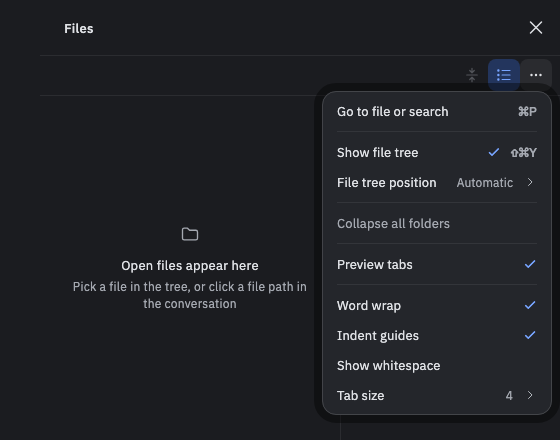 Files
Go to file or search ⌘P
Show file tree ⇧⌘Y
File tree position Automatic
Collapse all folders
Preview tabs
Word wrap
Indent guides
Show whitespace
Tab size 4
Open files appear here
Pick a file in the tree, or click a file path in
the conversation